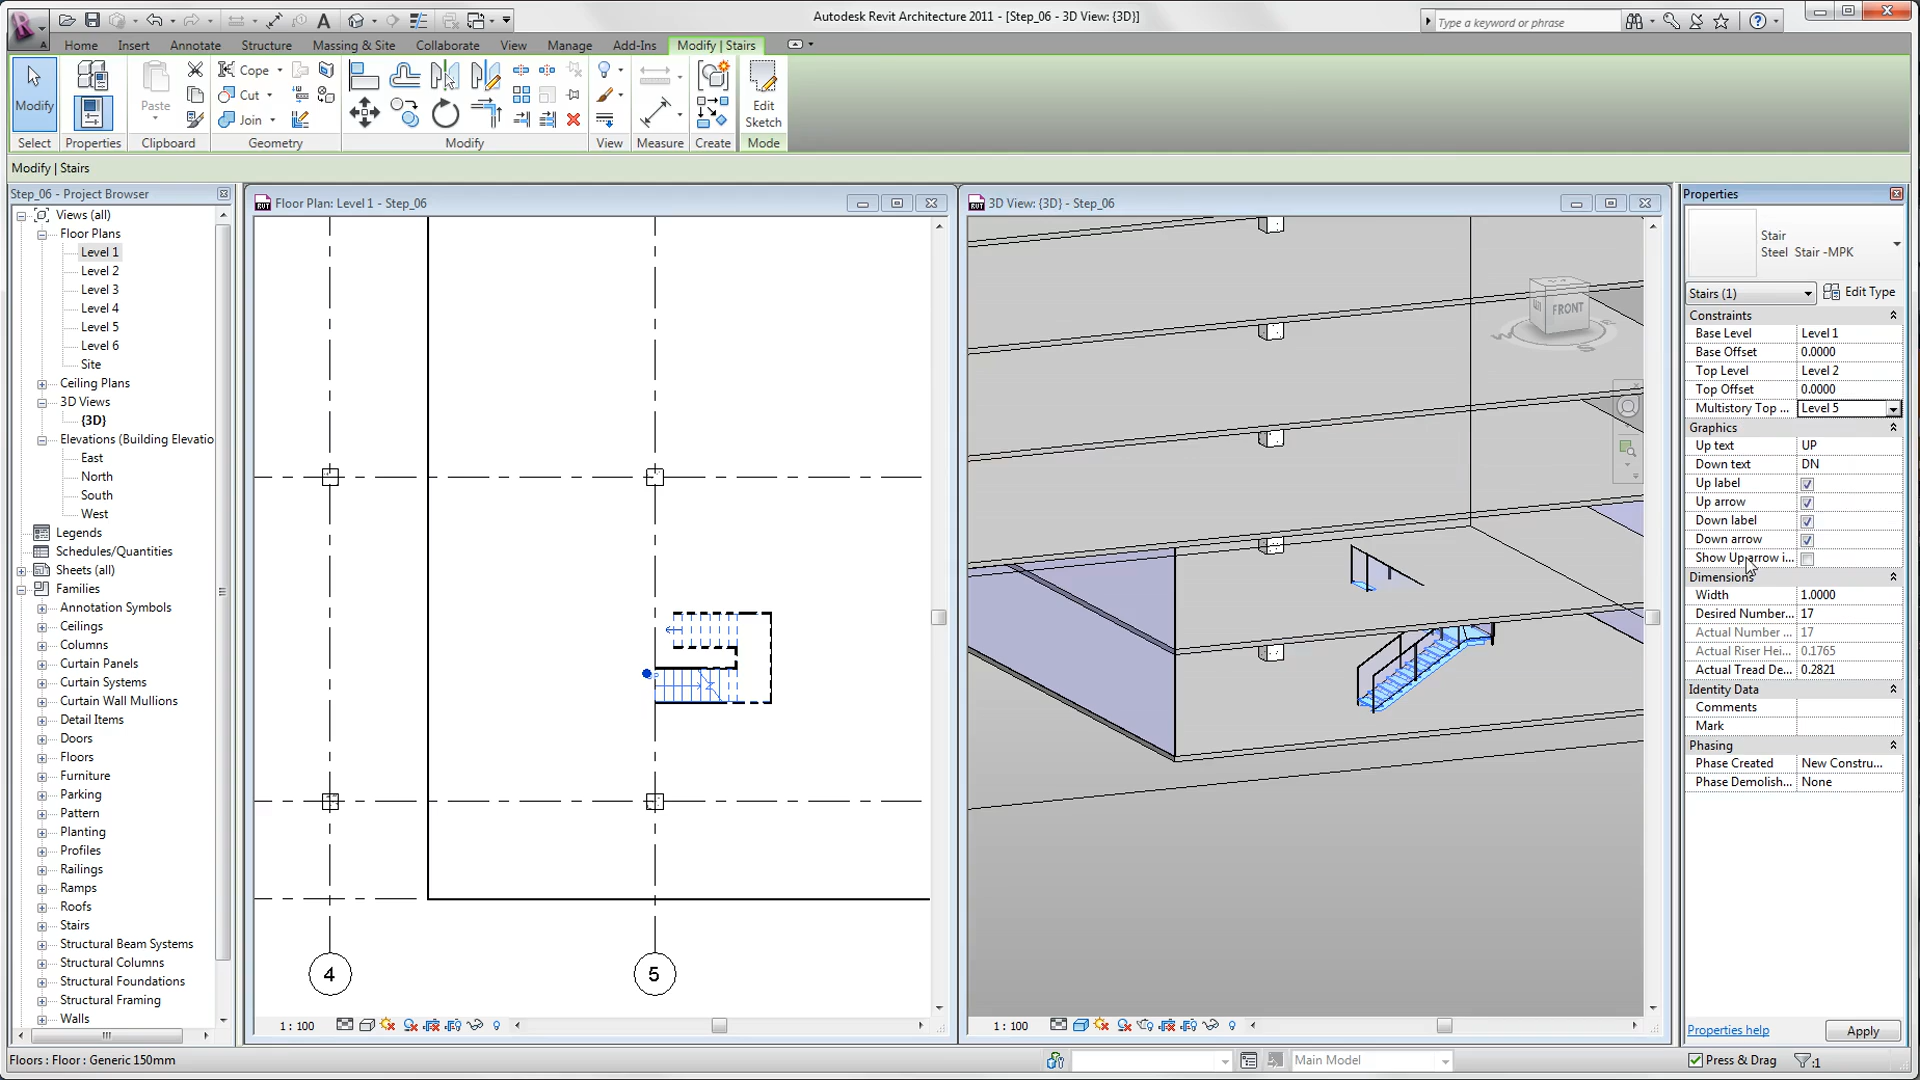 Autodesk Revit Architecture 2011 - [Step_06 - 3D View: {3D}]
Type a keyword or phrase
Home Insert Annotate Structure Massing & Site Collaborate View Manage Add-Ins Modify | Stairs
Modify
Paste
Cope
Cut
Join
Edit Sketch
Select Properties Clipboard Geometry Modify View Measure Create Mode
Modify | Stairs
Step_06 - Project Browser
Views (all)
Floor Plans
Level 1
Level 2
Level 3
Level 4
Level 5
Level 6
Site
Ceiling Plans
3D Views
{3D}
Elevations (Building Elevatio
East
North
South
West
Legends
Schedules/Quantities
Sheets (all)
Families
Annotation Symbols
Ceilings
Columns
Curtain Panels
Curtain Systems
Curtain Wall Mullions
Detail Items
Doors
Floors
Furniture
Parking
Pattern
Planting
Profiles
Railings
Ramps
Roofs
Stairs
Structural Beam Systems
Structural Columns
Structural Foundations
Structural Framing
Walls
Floor Plan: Level 1 - Step_06
4
5
1 : 100
3D View: {3D} - Step_06
FRONT
1 : 100
Properties
Stair
Steel Stair -MPK
Stairs (1) Edit Type
Constraints
Base Level Level 1
Base Offset 0.0000
Top Level Level 2
Top Offset 0.0000
Multistory Top ... Level 5
Graphics
Up text UP
Down text DN
Up label
Up arrow
Down label
Down arrow
Show Up arrow i...
Dimensions
Width 1.0000
Desired Number... 17
Actual Number ... 17
Actual Riser Hei... 0.1765
Actual Tread De... 0.2821
Identity Data
Comments
Mark
Phasing
Phase Created New Constru...
Phase Demolish... None
Properties help Apply
Floors : Floor : Generic 150mm
Main Model
Press & Drag
:1